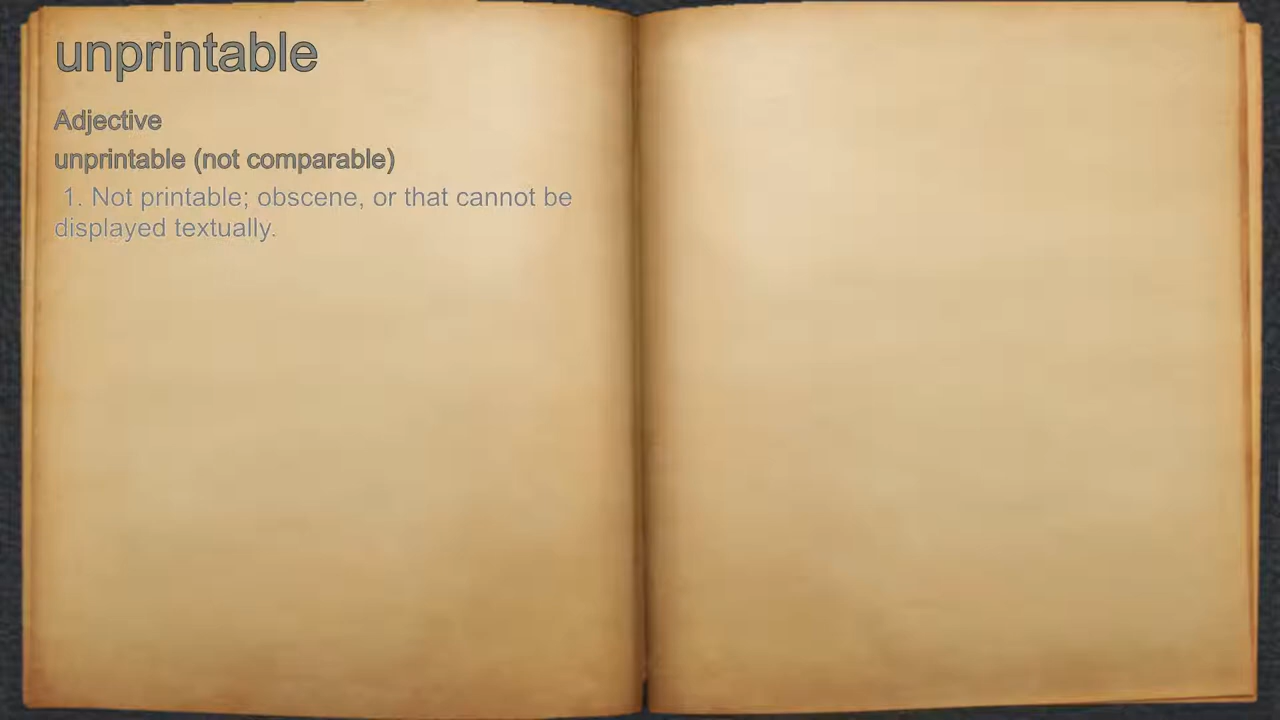 unprintable
Adjective
unprintable (not comparable)
1. Not printable; obscene, or that cannot be
displayed textually.